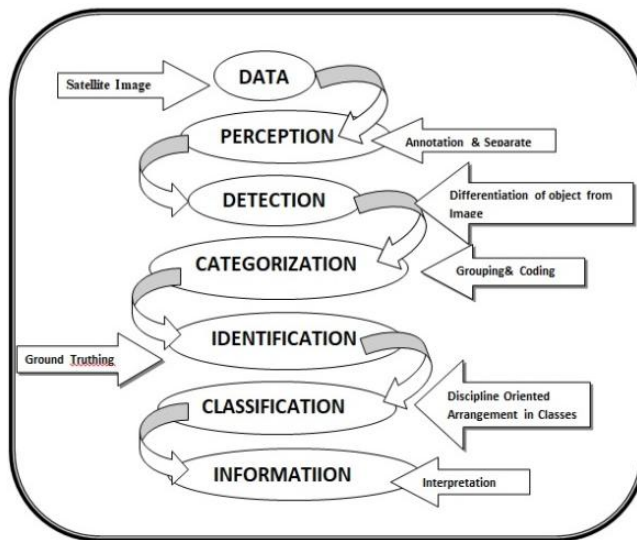 DATA
Satellite Image
PERCEPTION
Annotation & Separate
DETECTION
Differentiation of object from
Image
CATEGORIZATION
Grouping& Coding
IDENTIFICATION
Ground Truthing
CLASSIFICATION
Discipline Oriented
Arrangement in Classes
INFORMATIION
Interpretation